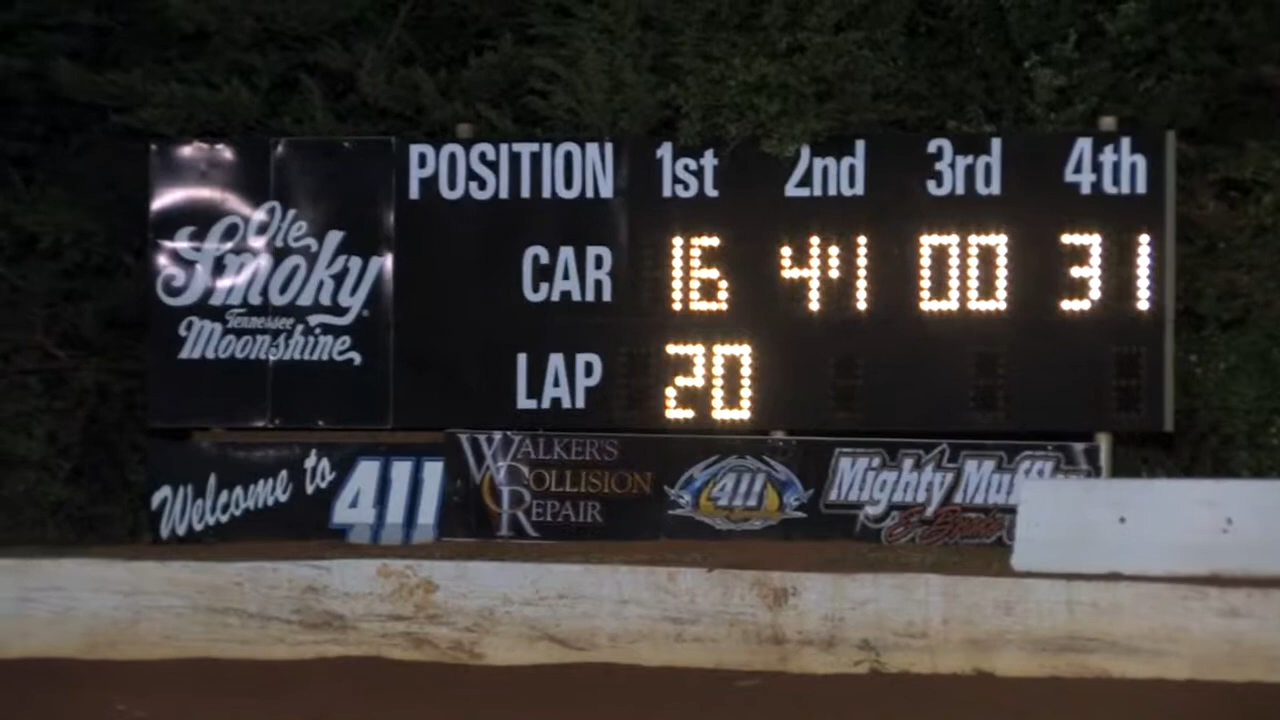 POSITION 1st 2nd 3rd 4th
CAR 16 41 00 31
LAP 20
Ole
Smoky
Tennessee
Moonshine
Welcome to 411
WALKER'S
COLLISION
REPAIR
411
Mighty